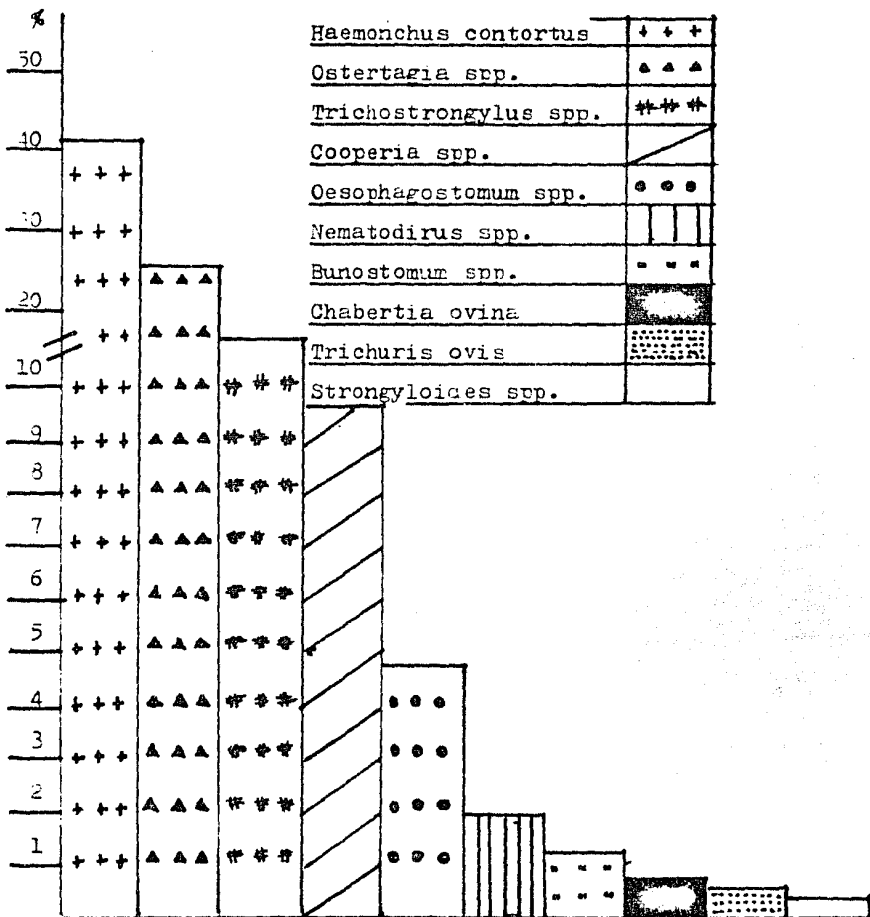 %
50
40
30
20
10
9
8
7
6
5
4
3
2
1
Haemonchus contortus
Ostertagia spp.
Trichostrongylus spp.
Cooperia spp.
Oesophagostomum spp.
Nematodirus spp.
Bunostomum spp.
Chabertia ovina
Trichuris ovis
Strongyloides spp.